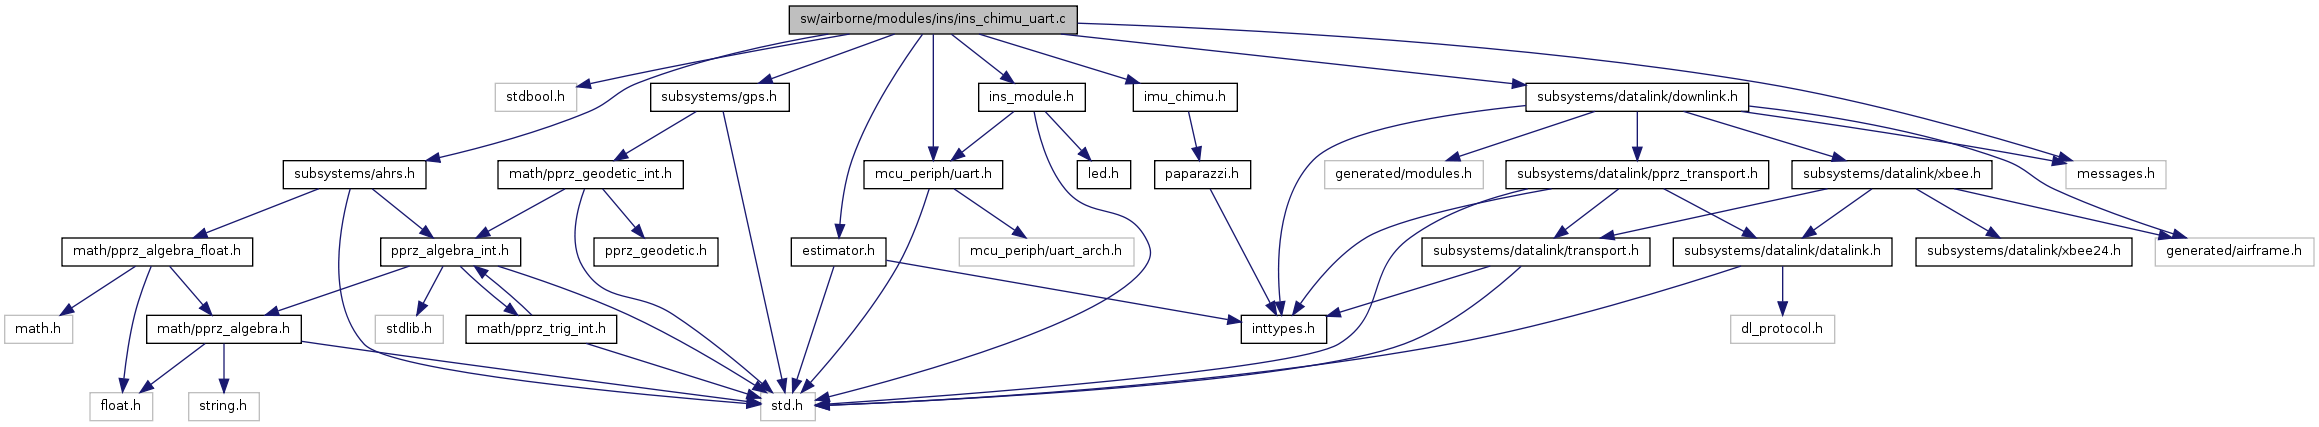 sw/airborne/modules/ins/ins_chimu_uart.c
stdbool.h
subsystems/gps.h
ins_module.h
imu_chimu.h
subsystems/datalink/downlink.h
subsystems/ahrs.h
math/pprz_geodetic_int.h
mcu_periph/uart.h
led.h
paparazzi.h
generated/modules.h
subsystems/datalink/pprz_transport.h
subsystems/datalink/xbee.h
messages.h
math/pprz_algebra_float.h
pprz_algebra_int.h
pprz_geodetic.h
estimator.h
mcu_periph/uart_arch.h
subsystems/datalink/transport.h
subsystems/datalink/datalink.h
subsystems/datalink/xbee24.h
generated/airframe.h
math.h
math/pprz_algebra.h
stdlib.h
math/pprz_trig_int.h
inttypes.h
dl_protocol.h
float.h
string.h
std.h